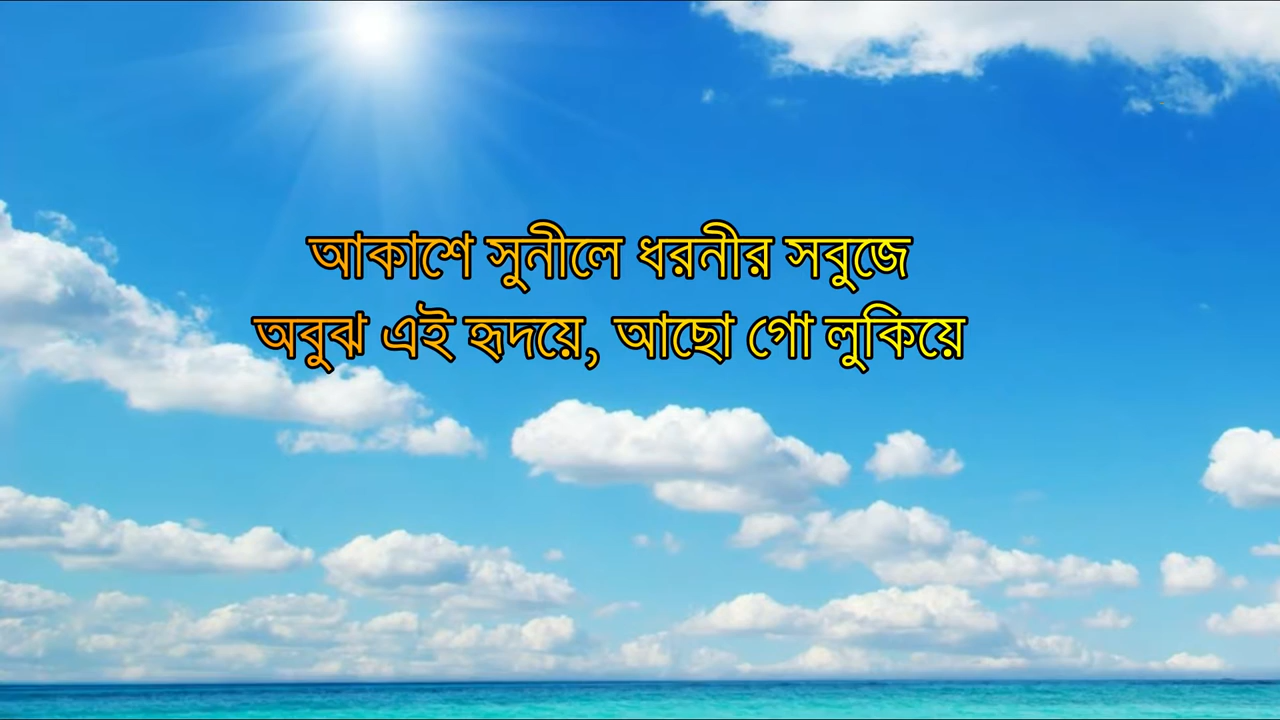 আকাশে সুনীলে ধরনীর সবুজে
অবুঝ এই হৃদয়ে, আছো গো লুকিয়ে